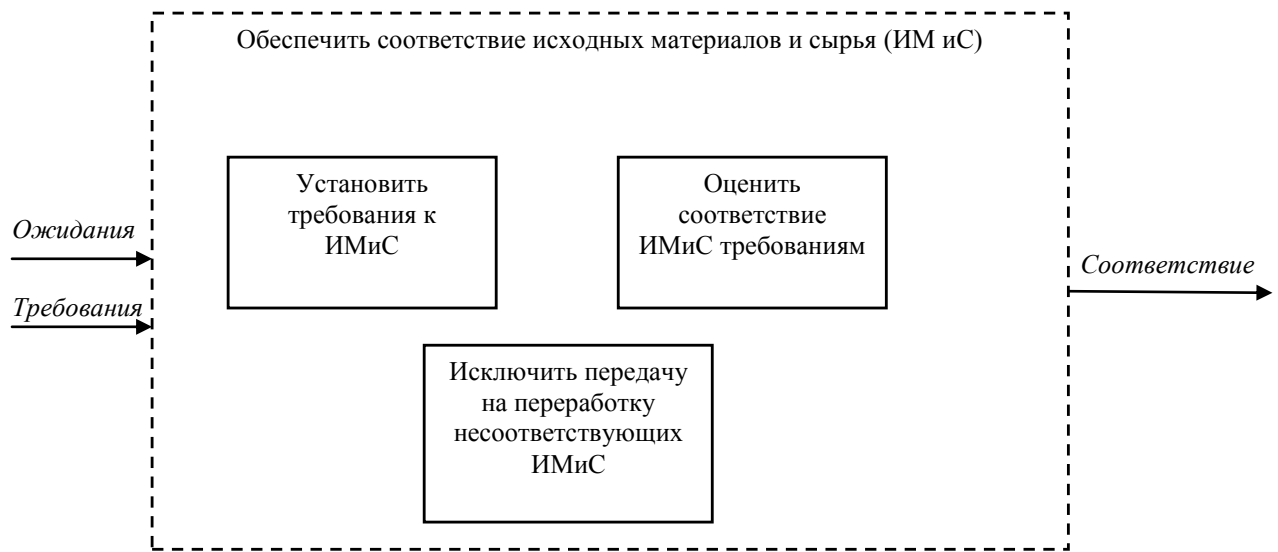 Обеспечить соответствие исходных материалов и сырья (ИМ иС)
Установить
требования к
ИМиС
Оценить
соответствие
ИМиС требованиям
Ожидания
Требования
Соответствие
Исключить передачу
на переработку
несоответствующих
ИМиС